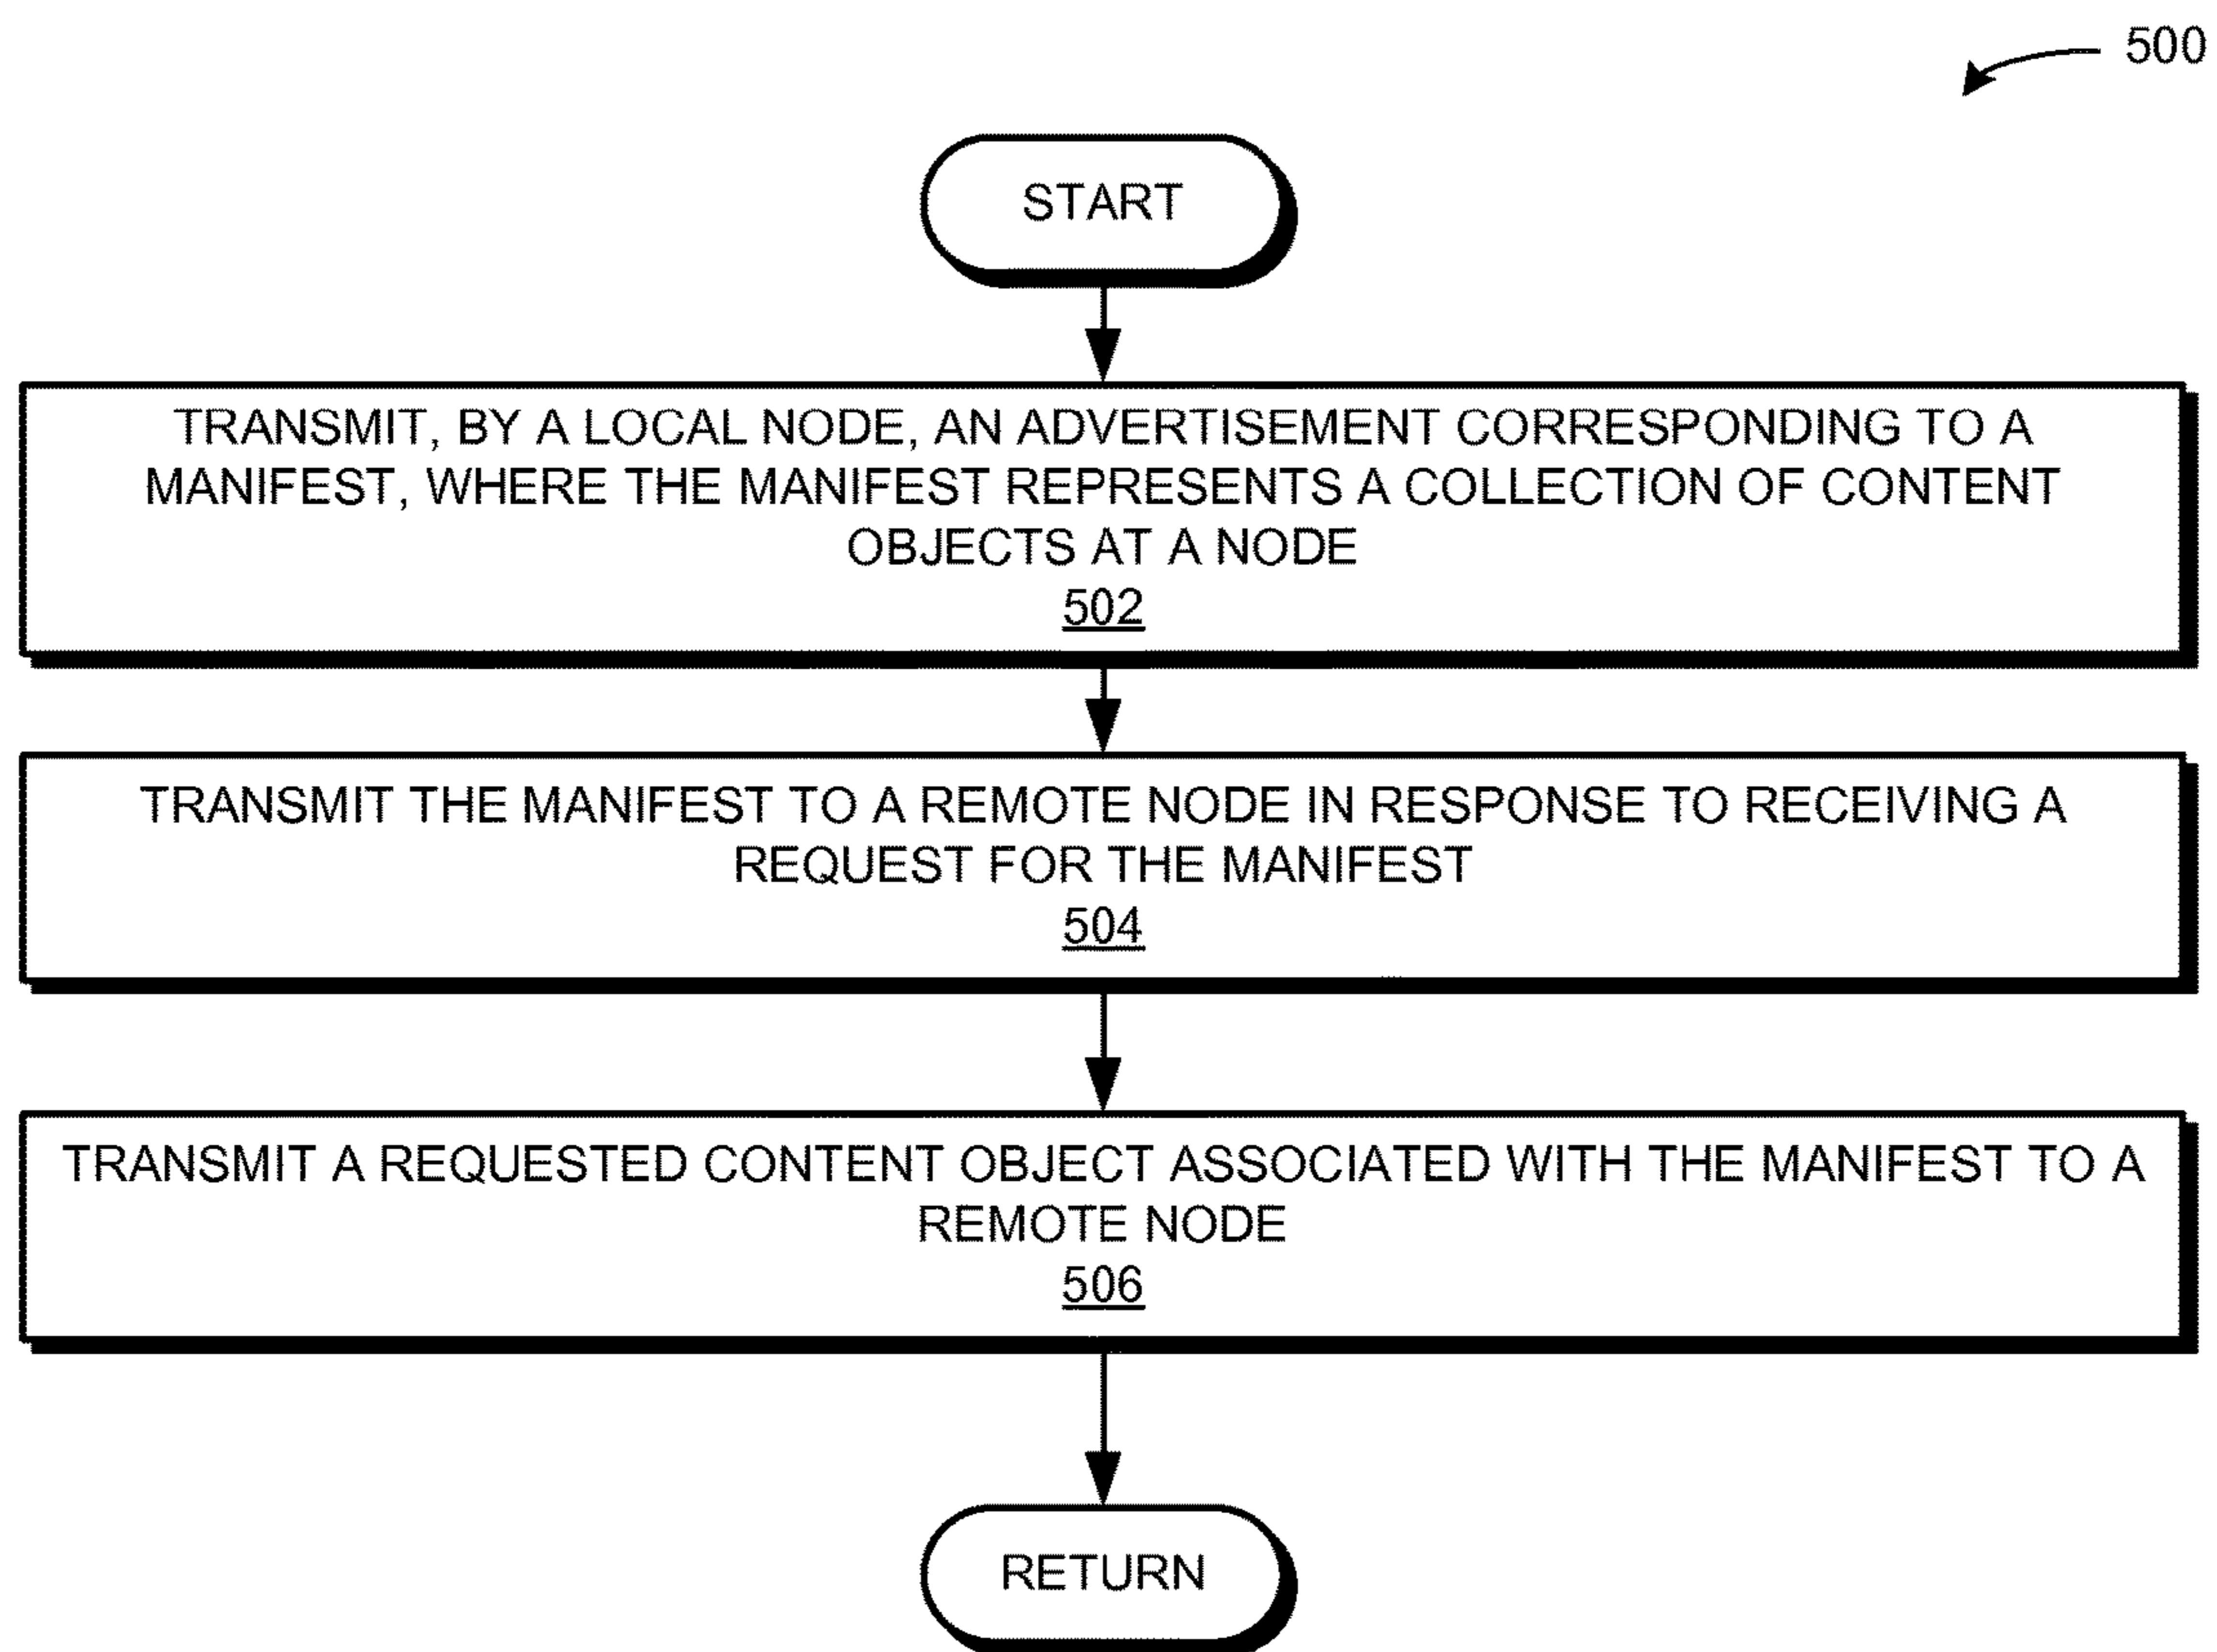 500
START
TRANSMIT, BY A LOCAL NODE, AN ADVERTISEMENT CORRESPONDING TO A
MANIFEST, WHERE THE MANIFEST REPRESENTS A COLLECTION OF CONTENT
OBJECTS AT A NODE
502
TRANSMIT THE MANIFEST TO A REMOTE NODE IN RESPONSE TO RECEIVING A
REQUEST FOR THE MANIFEST
504
TRANSMIT A REQUESTED CONTENT OBJECT ASSOCIATED WITH THE MANIFEST TO A
REMOTE NODE
506
RETURN